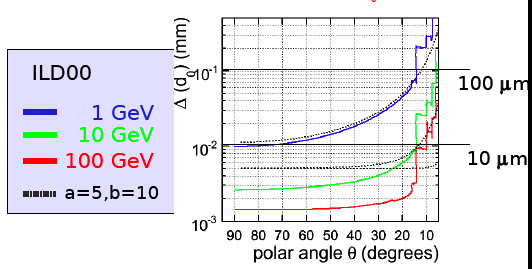 ILD00
1 GeV
10 GeV
100 GeV
a=5,b=10
Δ (d₀) (mm)
10⁻¹
10⁻²
10⁻³
100 μm
10 μm
90 80 70 60 50 40 30 20 10
polar angle θ (degrees)